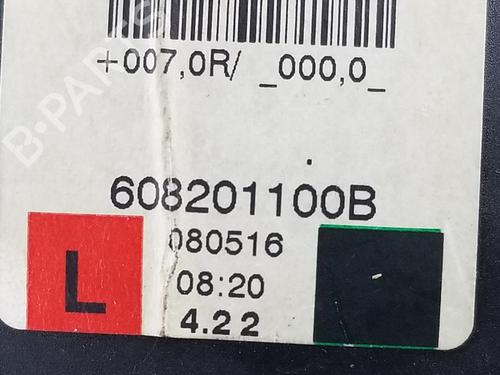 +007,0R/ _000,0_
608201100B
080516
08:20
4.22
L
B-PARTS